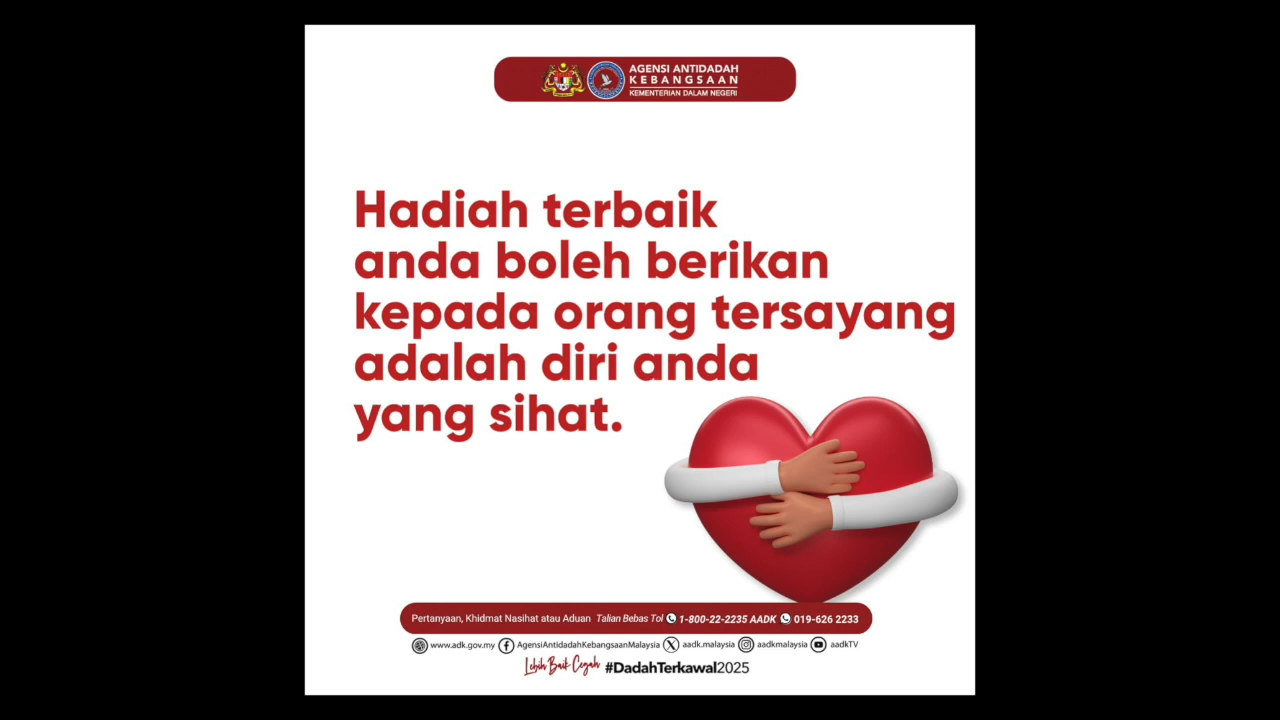 AGENSI ANTIDADAH
KEBANGSAAN
KEMENTERIAN DALAM NEGERI
Hadiah terbaik
anda boleh berikan
kepada orang tersayang
adalah diri anda
yang sihat.
Pertanyaan, Khidmat Nasihat atau Aduan Talian Bebas Tol 1-800-22-2235 AADK 019-626 2233
www.adk.gov.my AgensiAntidadahKebangsaanMalaysia aadk.malaysia aadkmalaysia aadkTV
Lebih Baik Cegah #DadahTerkawal2025